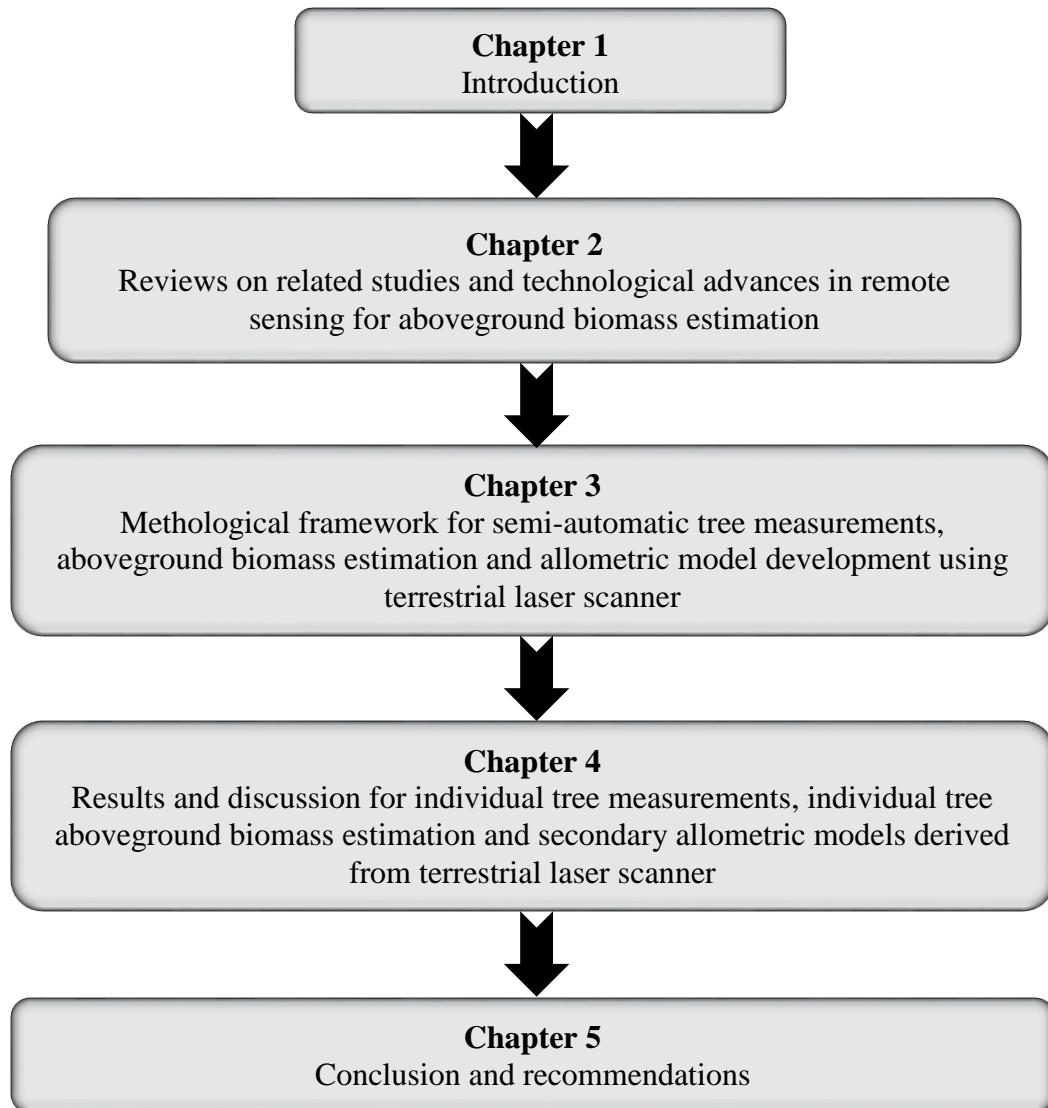 Chapter 1
Introduction
Chapter 2
Reviews on related studies and technological advances in remote
sensing for aboveground biomass estimation
Chapter 3
Methological framework for semi-automatic tree measurements,
aboveground biomass estimation and allometric model development using
terrestrial laser scanner
Chapter 4
Results and discussion for individual tree measurements, individual tree
aboveground biomass estimation and secondary allometric models derived
from terrestrial laser scanner
Chapter 5
Conclusion and recommendations